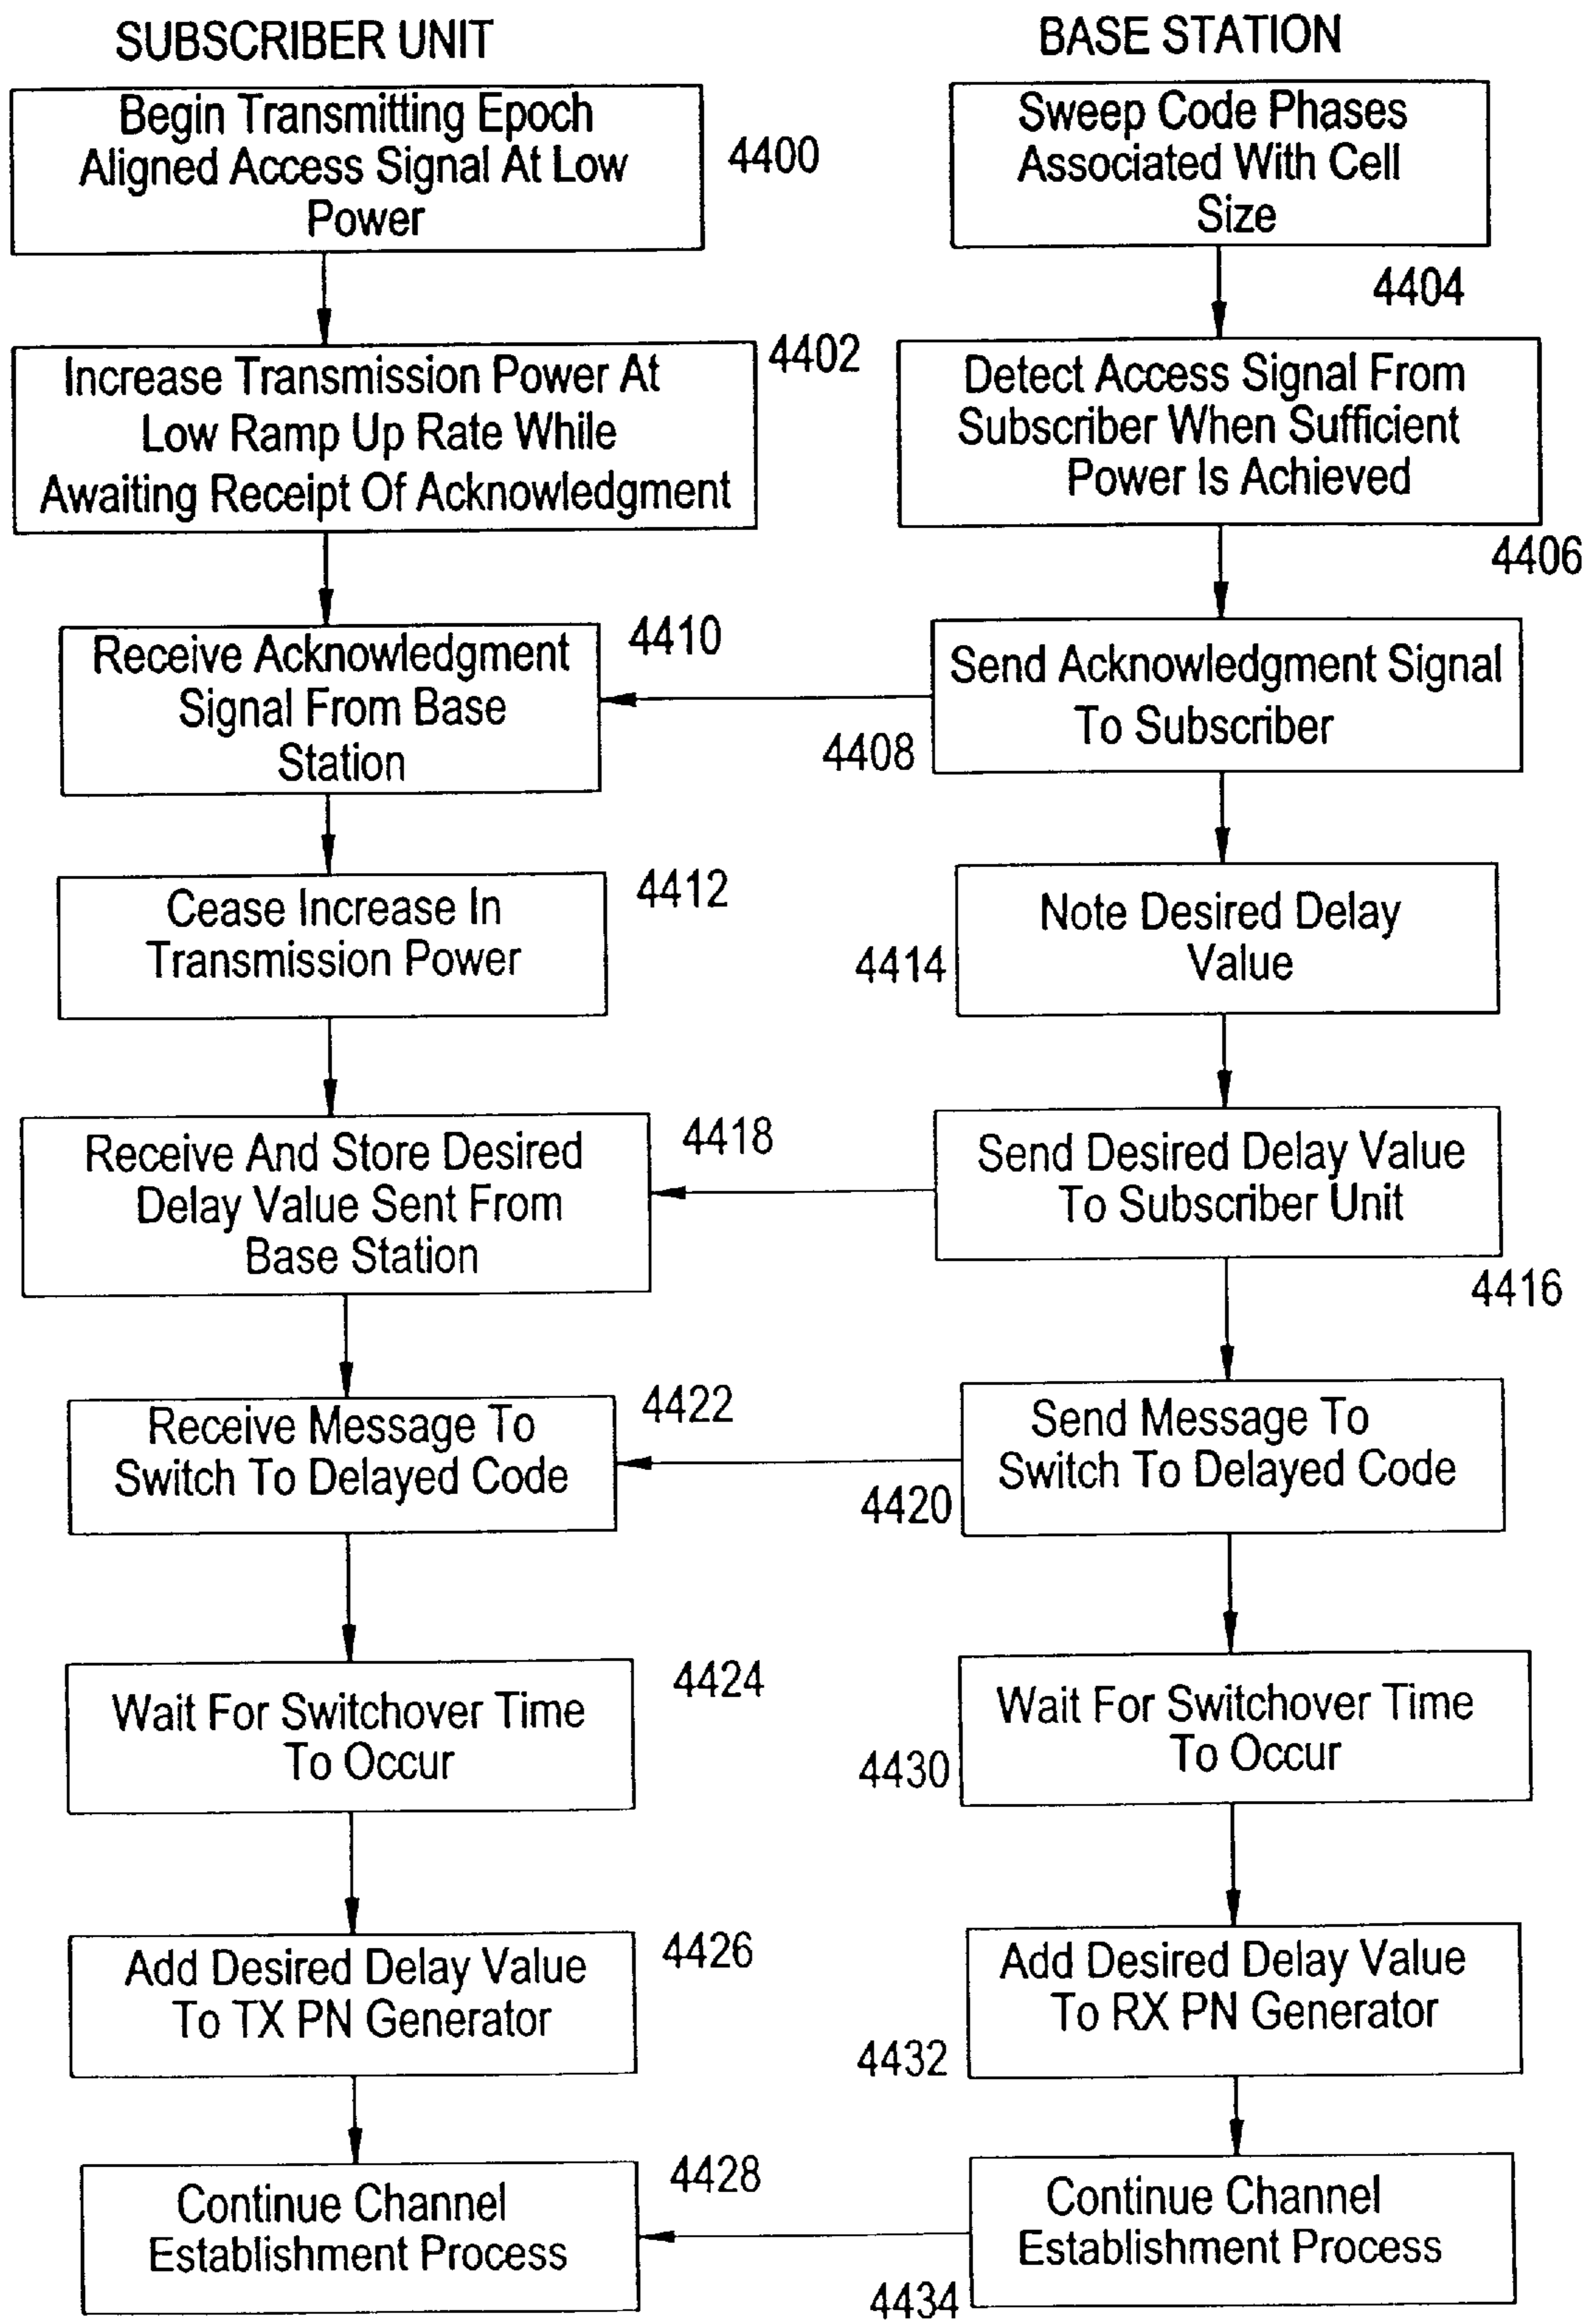 SUBSCRIBER UNIT
BASE STATION
Begin Transmitting Epoch
Aligned Access Signal At Low
Power
4400
Sweep Code Phases
Associated With Cell
Size
4404
Increase Transmission Power At
Low Ramp Up Rate While
Awaiting Receipt Of Acknowledgment
4402
Detect Access Signal From
Subscriber When Sufficient
Power Is Achieved
4406
Receive Acknowledgment
Signal From Base
Station
4410
Send Acknowledgment Signal
To Subscriber
4408
Cease Increase In
Transmission Power
4412
Note Desired Delay
Value
4414
Receive And Store Desired
Delay Value Sent From
Base Station
4418
Send Desired Delay Value
To Subscriber Unit
4416
Receive Message To
Switch To Delayed Code
4422
Send Message To
Switch To Delayed Code
4420
Wait For Switchover Time
To Occur
4424
Wait For Switchover Time
To Occur
4430
Add Desired Delay Value
To TX PN Generator
4426
Add Desired Delay Value
To RX PN Generator
4432
Continue Channel
Establishment Process
4428
Continue Channel
Establishment Process
4434